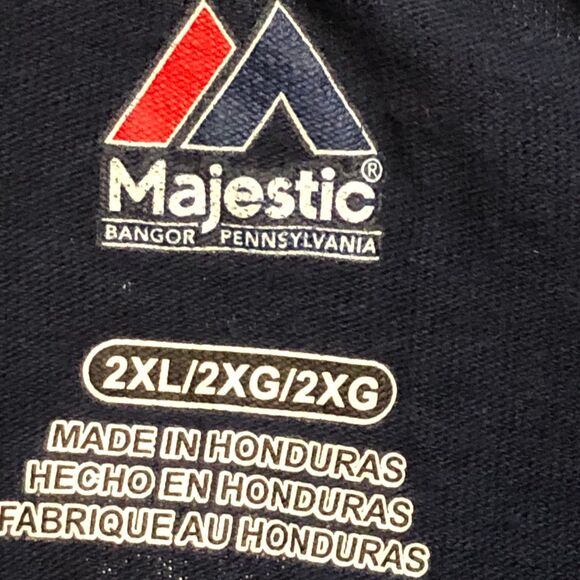 Majestic®
BANGOR PENNSYLVANIA
2XL/2XG/2XG
MADE IN HONDURAS
HECHO EN HONDURAS
FABRIQUE AU HONDURAS